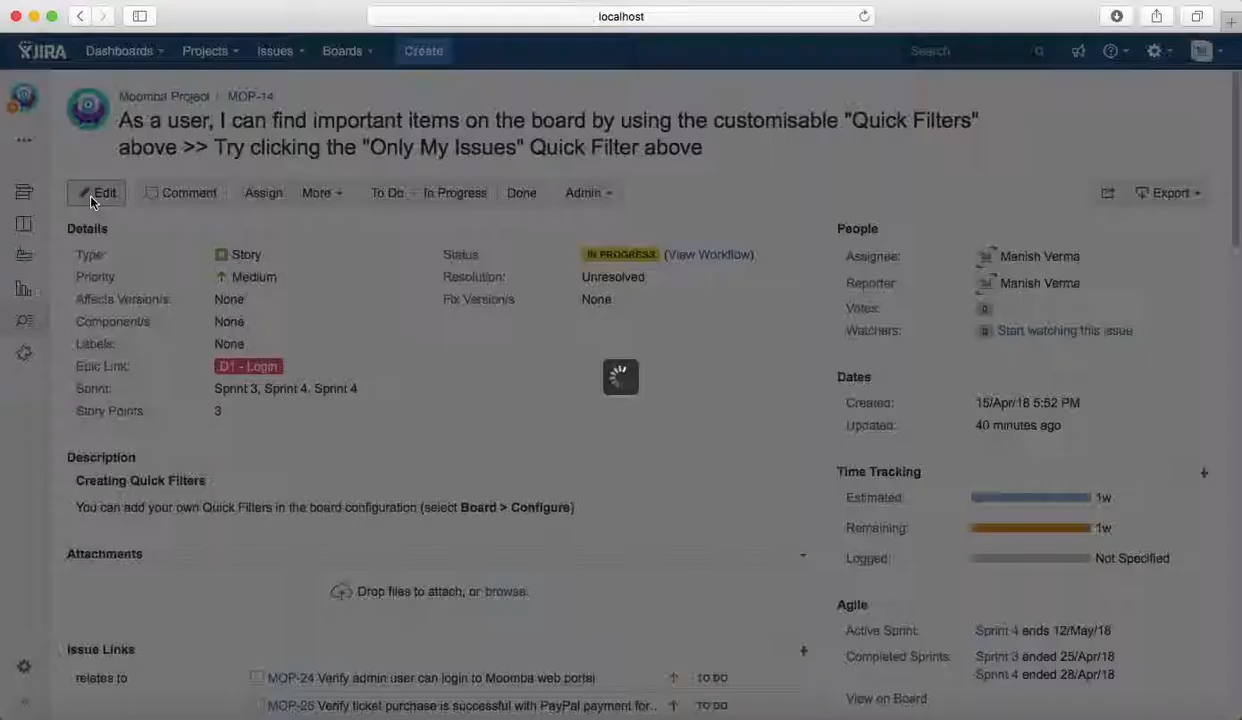 localhost
JIRA Dashboards Projects Issues Boards Create Search
Moomba Project / MOP-14
As a user, I can find important items on the board by using the customisable "Quick Filters"
above >> Try clicking the "Only My Issues" Quick Filter above
Edit Comment Assign More To Do In Progress Done Admin Export
Details
Type: Story
Status IN PROGRESS (View Workflow)
Priority Medium
Resolution: Unresolved
Affects Version/s: None
Fix Version/s None
Component/s None
Labels: None
Epic Link: D1 - Login
Sprint: Sprint 3, Sprint 4, Sprint 4
Story Points 3
Description
Creating Quick Filters
You can add your own Quick Filters in the board configuration (select Board > Configure)
Attachments
Drop files to attach, or browse.
Issue Links
relates to MOP-24 Verify admin user can login to Moomba web portal TO DO
MOP-25 Verify ticket purchase is successful with PayPal payment for... TO DO
People
Assignee: Manish Verma
Reporter Manish Verma
Votes: 0
Watchers: 0 Start watching this issue
Dates
Created: 15/Apr/18 5:52 PM
Updated: 40 minutes ago
Time Tracking
Estimated: 1w
Remaining: 1w
Logged: Not Specified
Agile
Active Sprint: Sprint 4 ends 12/May/18
Completed Sprints: Sprint 3 ended 25/Apr/18
Sprint 4 ended 28/Apr/18
View on Board